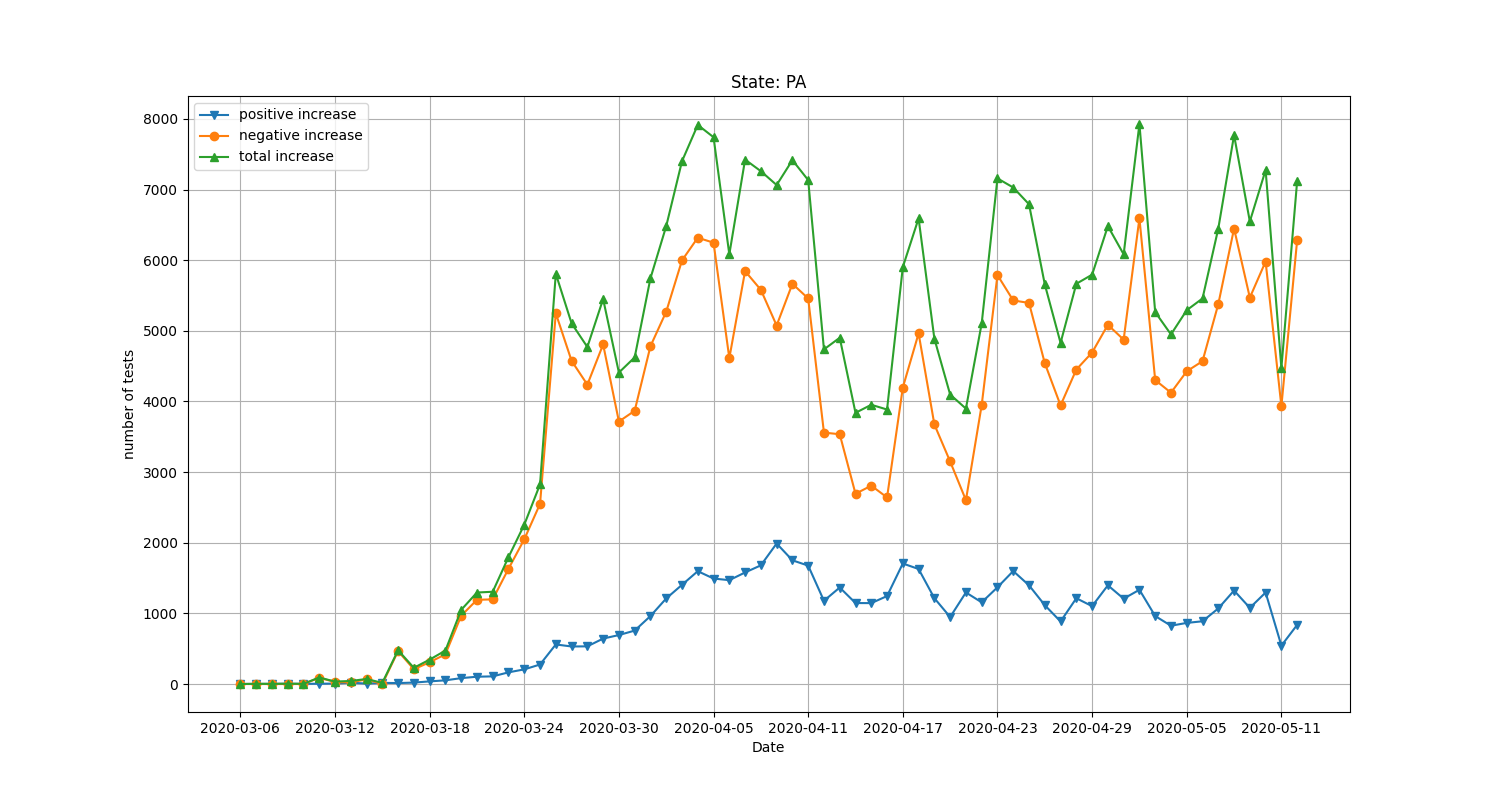 State: PA
positive increase
negative increase
total increase
8000
7000
6000
5000
4000
3000
2000
1000
0
number of tests
2020-03-06 2020-03-12 2020-03-18 2020-03-24 2020-03-30 2020-04-05 2020-04-11 2020-04-17 2020-04-23 2020-04-29 2020-05-05 2020-05-11
Date